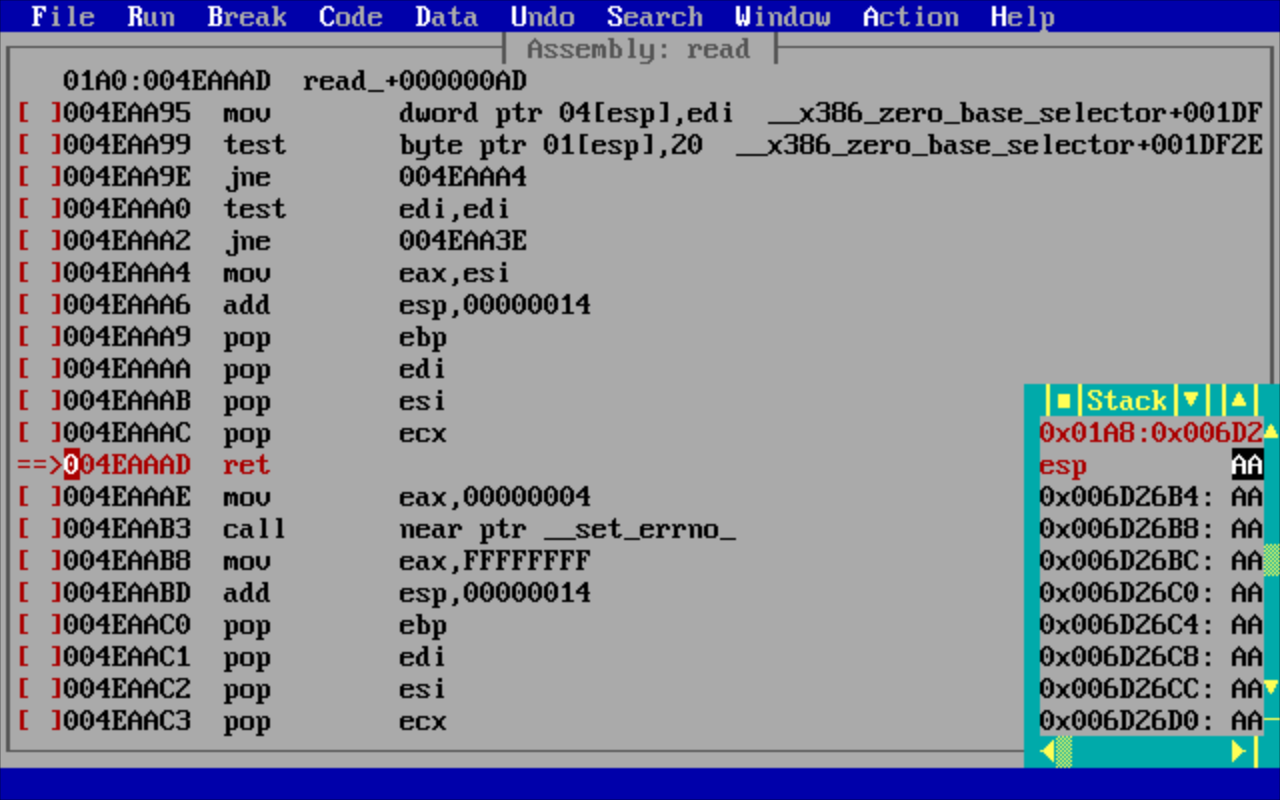 File Run Break Code Data Undo Search Window Action Help
Assembly: read
01A0:004EAAAD read_+000000AD
[ ]004EAA95 mov dword ptr 04[esp],edi __x386_zero_base_selector+001DF
[ ]004EAA99 test byte ptr 01[esp],20 __x386_zero_base_selector+001DF2E
[ ]004EAA9E jne 004EAAA4
[ ]004EAAA0 test edi,edi
[ ]004EAAA2 jne 004EAA3E
[ ]004EAAA4 mov eax,esi
[ ]004EAAA6 add esp,00000014
[ ]004EAAA9 pop ebp
[ ]004EAAAA pop edi
[ ]004EAAAB pop esi
[ ]004EAAAC pop ecx
==>004EAAAD ret
[ ]004EAAAE mov eax,00000004
[ ]004EAAB3 call near ptr __set_errno_
[ ]004EAAB8 mov eax,FFFFFFFF
[ ]004EAABD add esp,00000014
[ ]004EAAC0 pop ebp
[ ]004EAAC1 pop edi
[ ]004EAAC2 pop esi
[ ]004EAAC3 pop ecx
Stack
0x01A8:0x006D2
esp AA
0x006D26B4: AA
0x006D26B8: AA
0x006D26BC: AA
0x006D26C0: AA
0x006D26C4: AA
0x006D26C8: AA
0x006D26CC: AA
0x006D26D0: AA